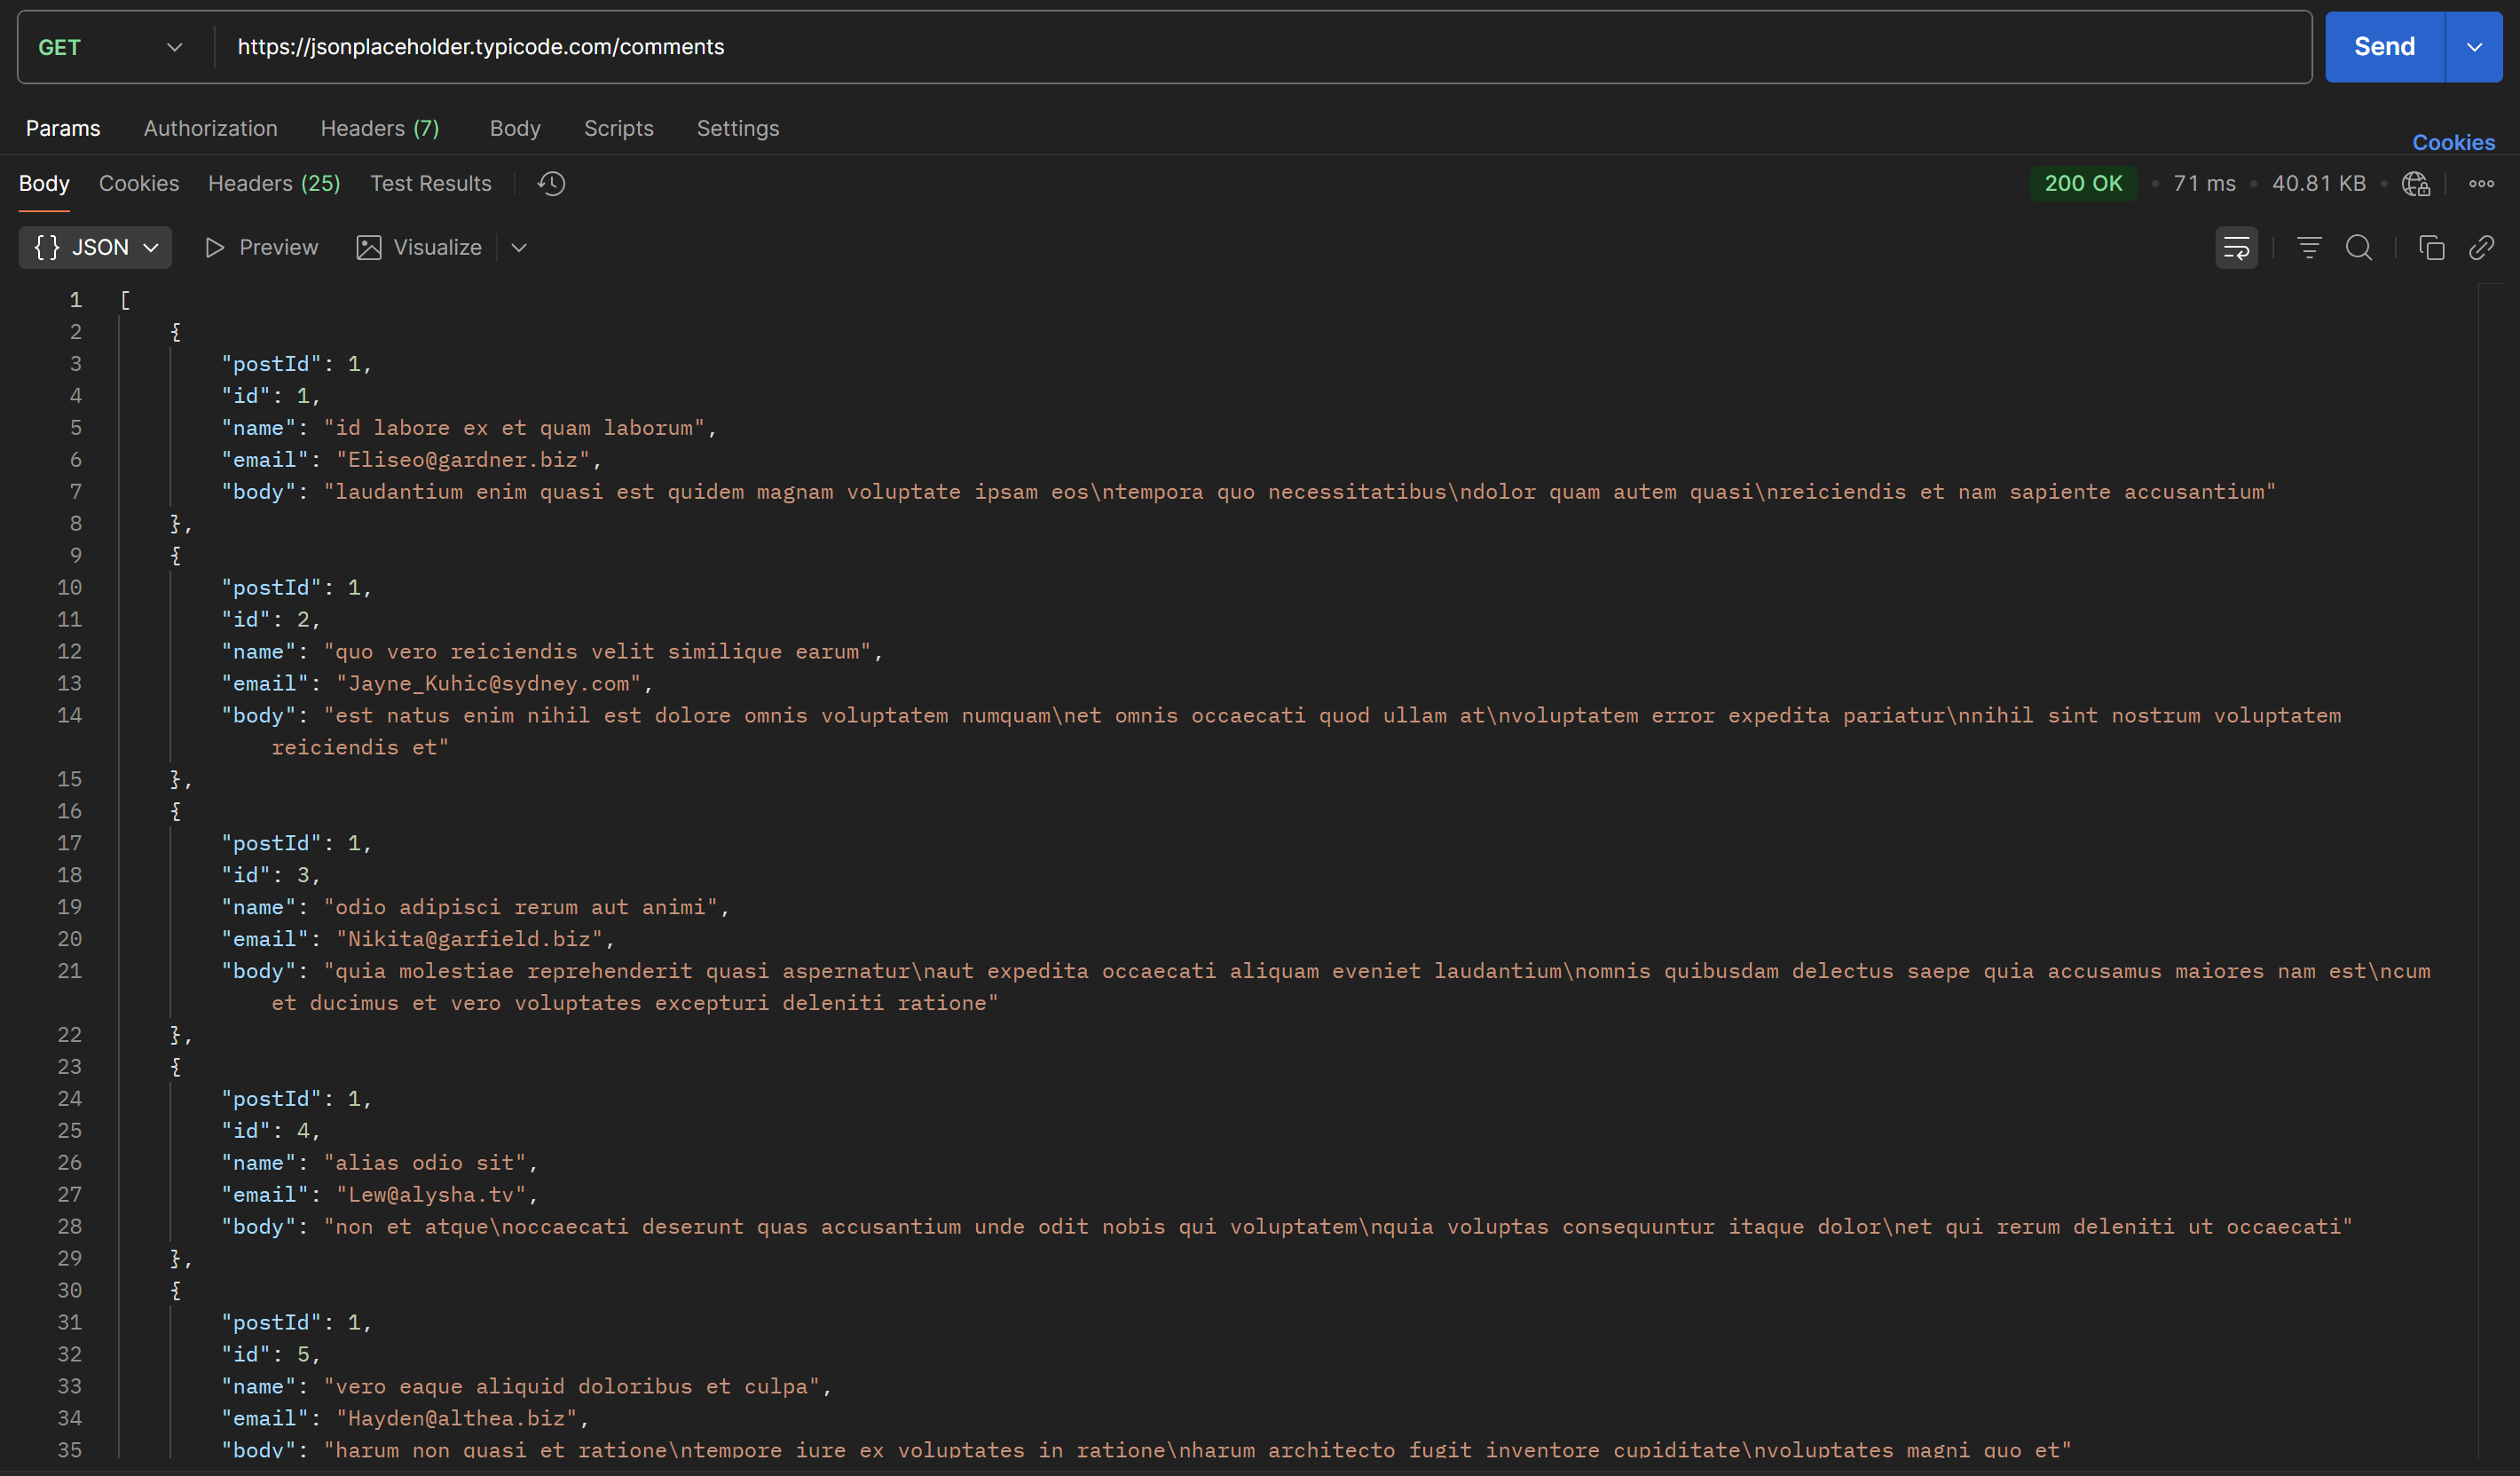 GET https://jsonplaceholder.typicode.com/comments Send
Params Authorization Headers (7) Body Scripts Settings Cookies
Body Cookies Headers (25) Test Results 200 OK • 71 ms • 40.81 KB •
{} JSON Preview Visualize
1 [
2 {
3 "postId": 1,
4 "id": 1,
5 "name": "id labore ex et quam laborum",
6 "email": "Eliseo@gardner.biz",
7 "body": "laudantium enim quasi est quidem magnam voluptate ipsam eos\ntempora quo necessitatibus\ndolor quam autem quasi\nreiciendis et nam sapiente accusantium"
8 },
9 {
10 "postId": 1,
11 "id": 2,
12 "name": "quo vero reiciendis velit similique earum",
13 "email": "Jayne_Kuhic@sydney.com",
14 "body": "est natus enim nihil est dolore omnis voluptatem numquam\net omnis occaecati quod ullam at\nvoluptatem error expedita pariatur\nnihil sint nostrum voluptatem
reiciendis et"
15 },
16 {
17 "postId": 1,
18 "id": 3,
19 "name": "odio adipisci rerum aut animi",
20 "email": "Nikita@garfield.biz",
21 "body": "quia molestiae reprehenderit quasi aspernatur\naut expedita occaecati aliquam eveniet laudantium\nomnis quibusdam delectus saepe quia accusamus maiores nam est\ncum
et ducimus et vero voluptates excepturi deleniti ratione"
22 },
23 {
24 "postId": 1,
25 "id": 4,
26 "name": "alias odio sit",
27 "email": "Lew@alysha.tv",
28 "body": "non et atque\noccaecati deserunt quas accusantium unde odit nobis qui voluptatem\nquia voluptas consequuntur itaque dolor\net qui rerum deleniti ut occaecati"
29 },
30 {
31 "postId": 1,
32 "id": 5,
33 "name": "vero eaque aliquid doloribus et culpa",
34 "email": "Hayden@althea.biz",
35 "body": "harum non quasi et ratione\ntempore iure ex voluptates in ratione\nharum architecto fugit inventore cupiditate\nvoluptates magni quo et"